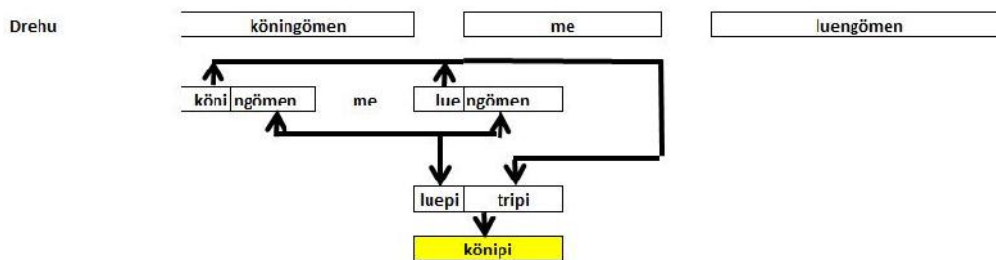 Drehu köningömen me luengömen
köni ngömen me lue ngömen
luepi tripi
könipi